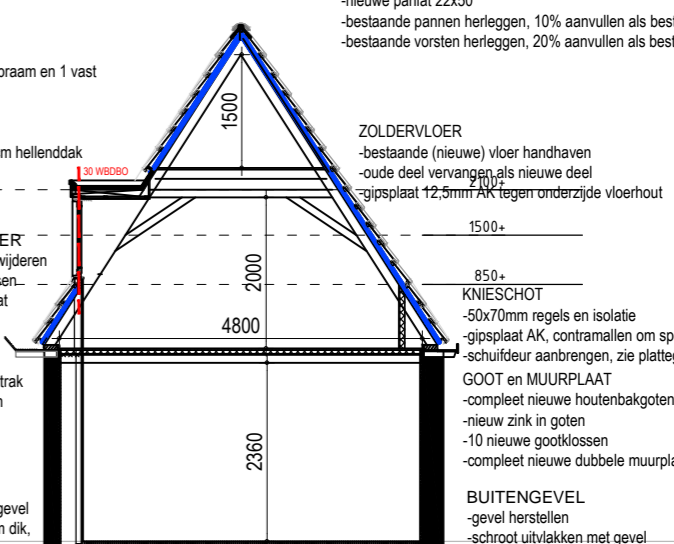 -nieuwe panlat 22x50
-bestaande pannen herleggen, 10% aanvullen als best
-bestaande vorsten herleggen, 20% aanvullen als best
praam en 1 vast
m hellenddak
30 WBDBO
1500
ZOLDERVLOER
-bestaande (nieuwe) vloer handhaven
-oude deel vervangen als nieuwe deel
-gipsplaat 12,5mm AK tegen onderzijde vloerhout
2100+
1500+
850+
ER
wijderen
sen
at
2000
4800
KNIESCHOT
-50x70mm regels en isolatie
-gipsplaat AK, contramallen om sp
-schuifdeur aanbrengen, zie platteg
GOOT en MUURPLAAT
-compleet nieuwe houtenbakgoten
-nieuw zink in goten
-10 nieuwe gootklossen
-compleet nieuwe dubbele muurpla
trak
n
2360
BUITENGEVEL
-gevel herstellen
-schroot uitvlakken met gevel
gevel
n dik,